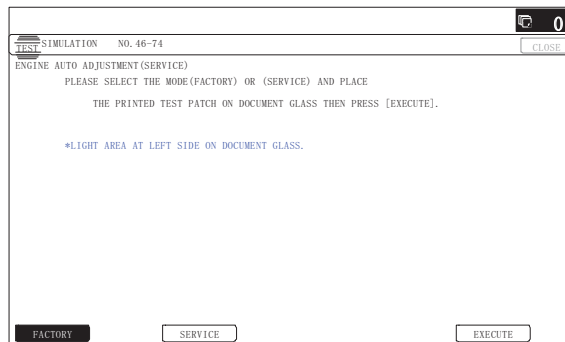 0
TEST SIMULATION NO.46-74 CLOSE
ENGINE AUTO ADJUSTMENT(SERVICE)
PLEASE SELECT THE MODE(FACTORY) OR (SERVICE) AND PLACE
THE PRINTED TEST PATCH ON DOCUMENT GLASS THEN PRESS [EXECUTE].
*LIGHT AREA AT LEFT SIDE ON DOCUMENT GLASS.
FACTORY SERVICE EXECUTE